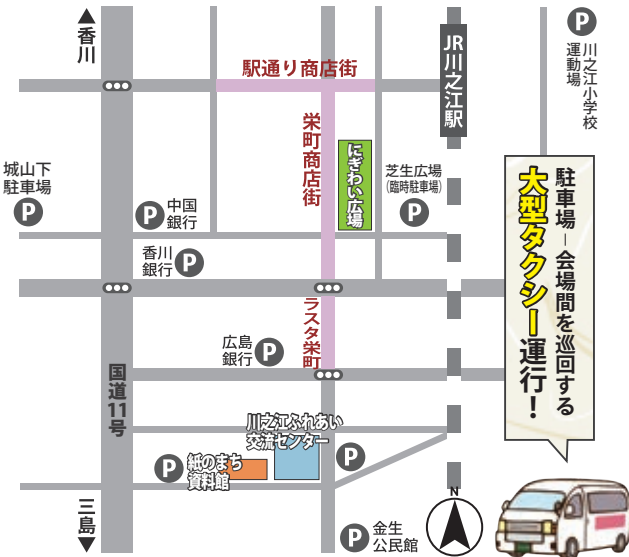 ▲香川
駅通り商店街
JR川之江駅
P
川之江小学校
運動場
栄町商店街
にぎわい広場
城山下
駐車場
P
P
中国
銀行
芝生広場
(臨時駐車場)
P
香川
銀行
P
駐車場－会場間を巡回する
大型タクシー運行！
ラスタ栄町
広島
銀行
P
国道11号
川之江ふれあい
交流センター
P
紙のまち
資料館
P
三島▼
N
P
金生
公民館